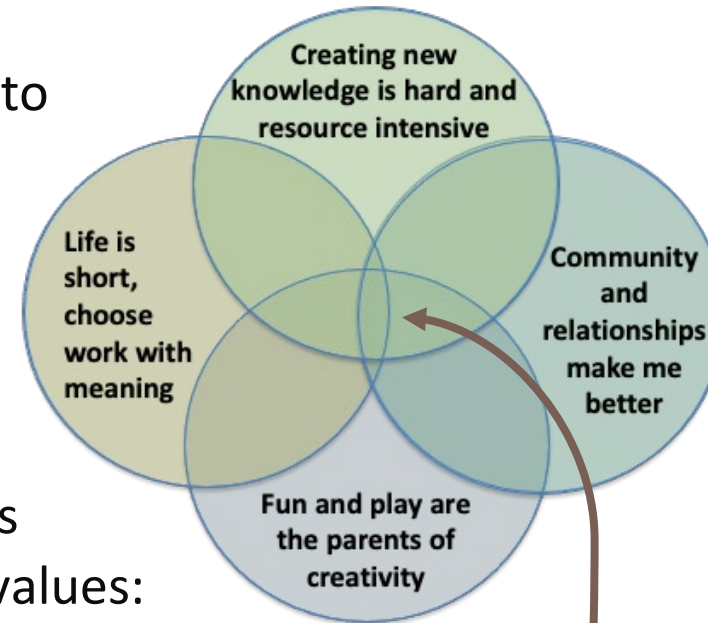 to
Creating new
knowledge is hard and
resource intensive
Life is
short,
choose
work with
meaning
Community
and
relationships
make me
better
Fun and play are
the parents of
creativity
s
values: